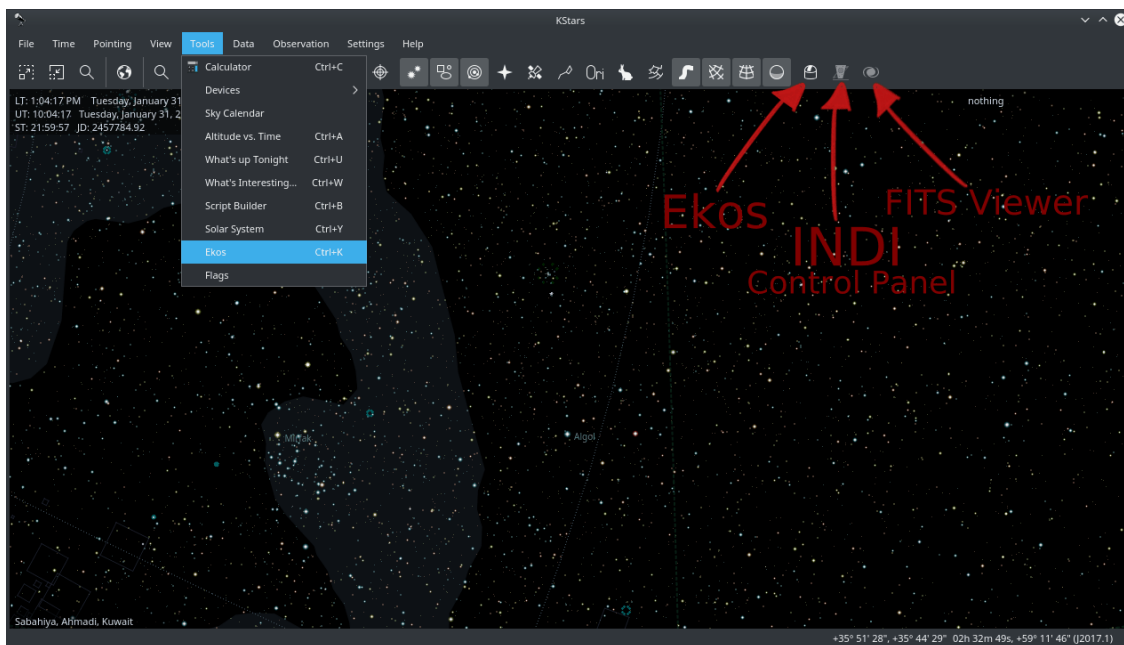 KStars
File Time Pointing View Tools Data Observation Settings Help
Calculator Ctrl+C
Devices
Sky Calendar
Altitude vs. Time Ctrl+A
What's up Tonight Ctrl+U
What's Interesting... Ctrl+W
Script Builder Ctrl+B
Solar System Ctrl+Y
Ekos Ctrl+K
Flags
Ori
LT: 1:04:17 PM Tuesday, January 31
UT: 10:04:17 Tuesday, January 31, 2
ST: 21:59:57 JD: 2457784.92
nothing
Ekos
INDI
Control Panel
FITS Viewer
Mirfak
Algol
Sabahiya, Ahmadi, Kuwait
+35° 51' 28", +35° 44' 29" 02h 32m 49s, +59° 11' 46" (J2017.1)